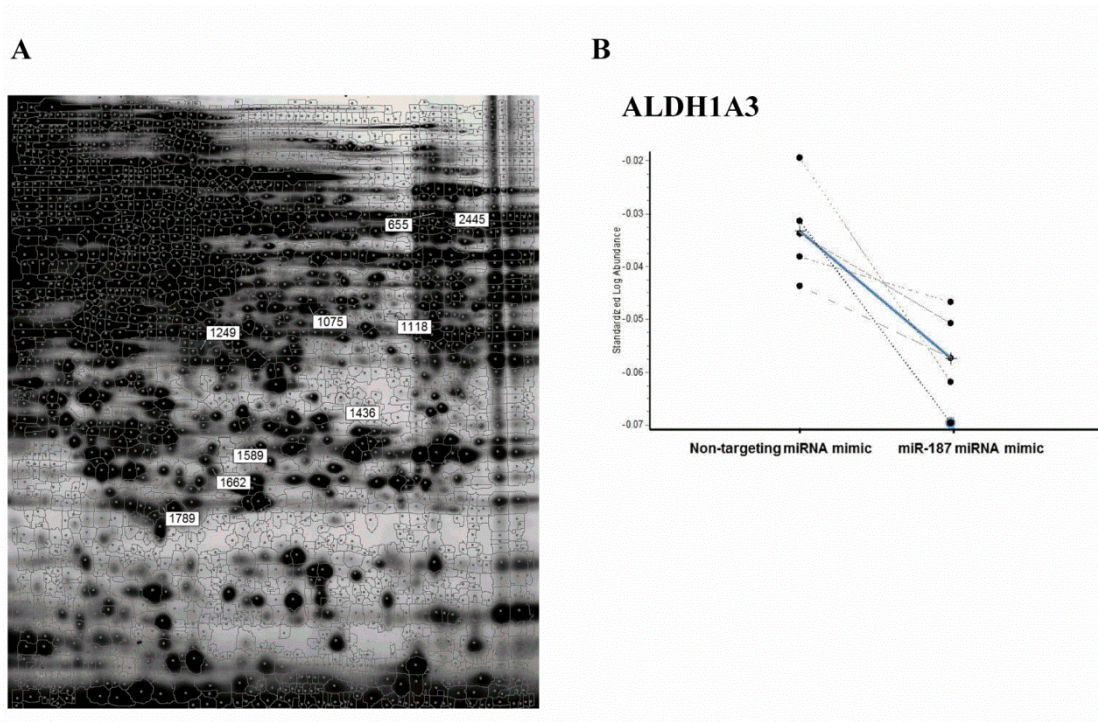 A
655
2445
1075
1118
1249
1436
1589
1662
1789
B
ALDH1A3
-0.02
-0.03
-0.04
-0.05
-0.06
-0.07
Standardized Log Abundance
Non-targeting miRNA mimic
miR-187 miRNA mimic